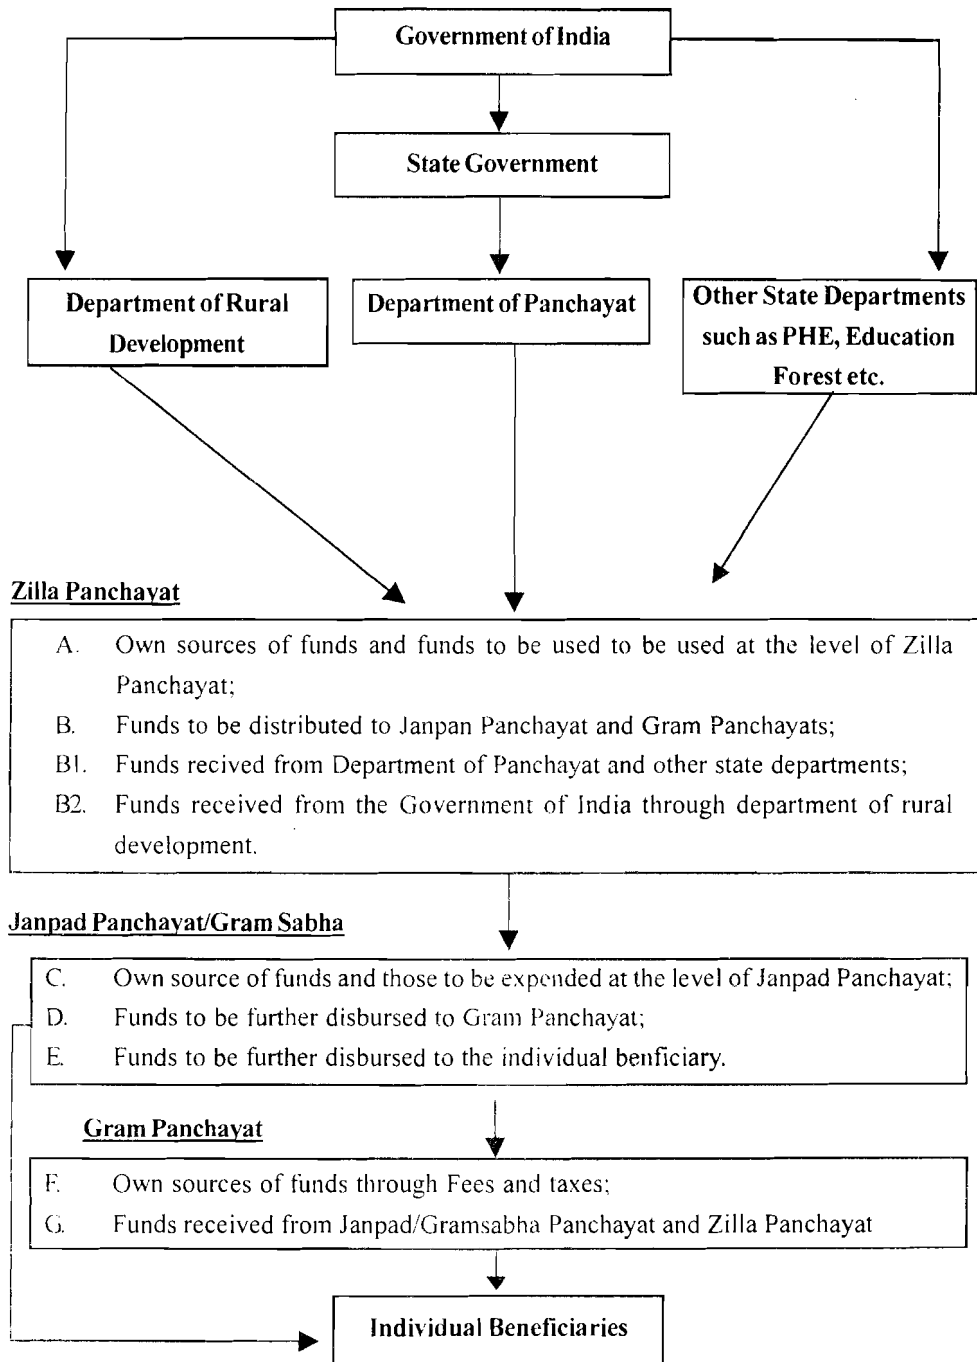 Government of India
State Government
Department of Rural
Development
Department of Panchayat
Other State Departments
such as PHE, Education
Forest etc.
Zilla Panchayat
A. Own sources of funds and funds to be used to be used at the level of Zilla
Panchayat;
B. Funds to be distributed to Janpan Panchayat and Gram Panchayats;
B1. Funds recived from Department of Panchayat and other state departments;
B2. Funds received from the Government of India through department of rural
development.
Janpad Panchayat/Gram Sabha
C. Own source of funds and those to be expended at the level of Janpad Panchayat;
D. Funds to be further disbursed to Gram Panchayat;
E. Funds to be further disbursed to the individual benficiary.
Gram Panchayat
F. Own sources of funds through Fees and taxes;
G. Funds received from Janpad/Gramsabha Panchayat and Zilla Panchayat
Individual Beneficiaries